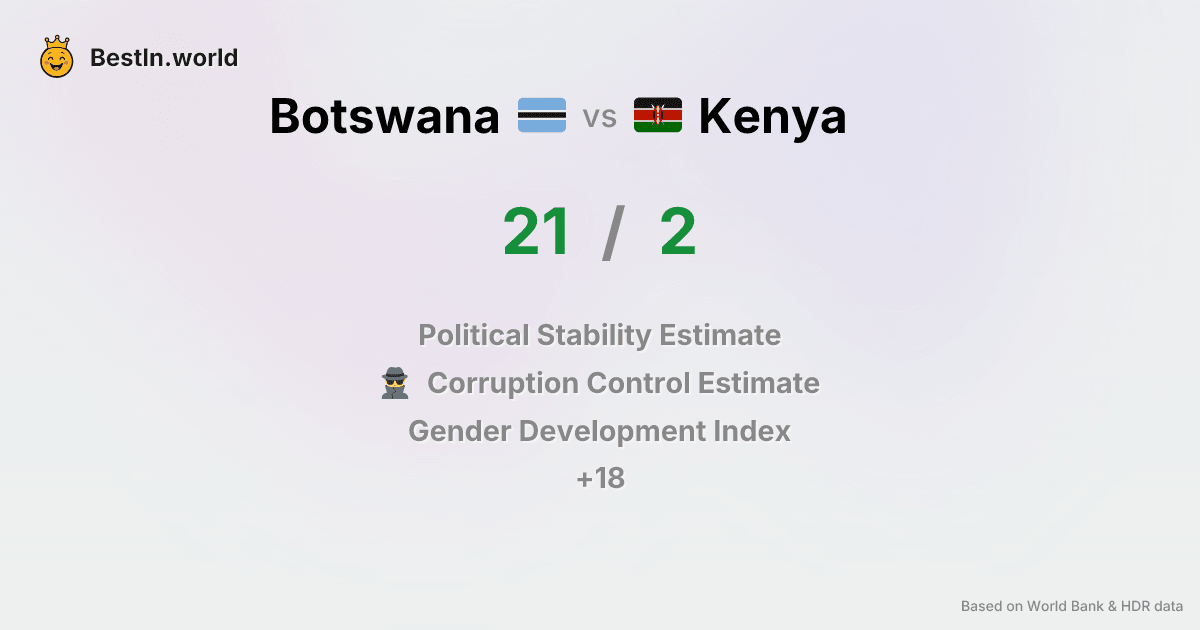 BestIn.world
Botswana vs Kenya
21 / 2
Political Stability Estimate
Corruption Control Estimate
Gender Development Index
+18
Based on World Bank & HDR data